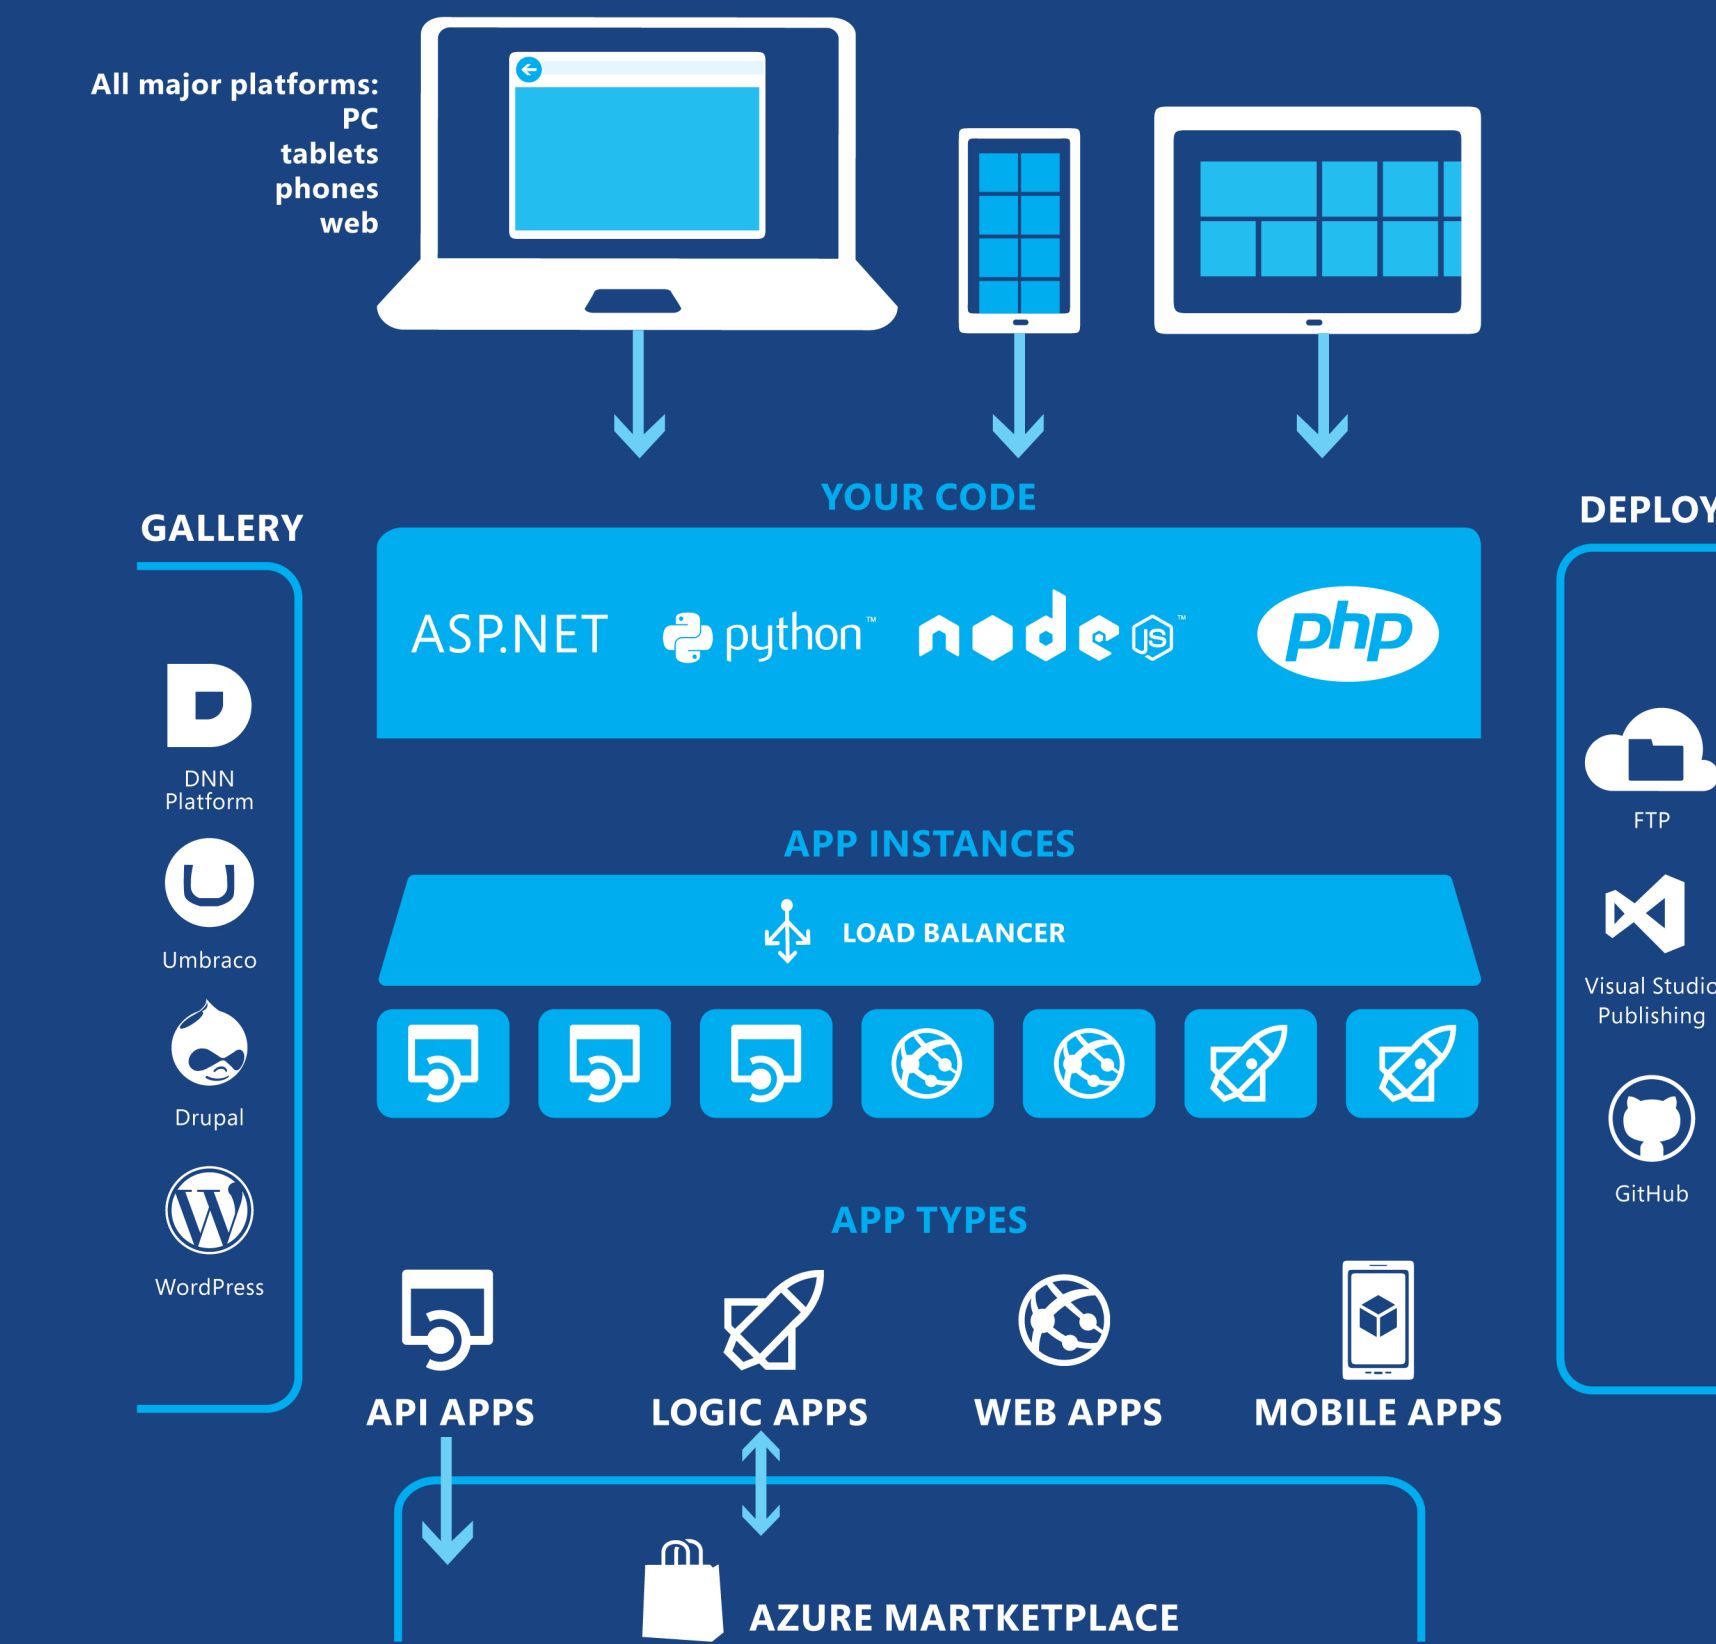 All major platforms:
PC
tablets
phones
web
YOUR CODE
GALLERY
DEPLOY
ASP.NET
python™
node JS™
php
DNN
Platform
FTP
APP INSTANCES
LOAD BALANCER
Umbraco
Visual Studio
Publishing
Drupal
GitHub
APP TYPES
WordPress
API APPS
LOGIC APPS
WEB APPS
MOBILE APPS
AZURE MARTKETPLACE